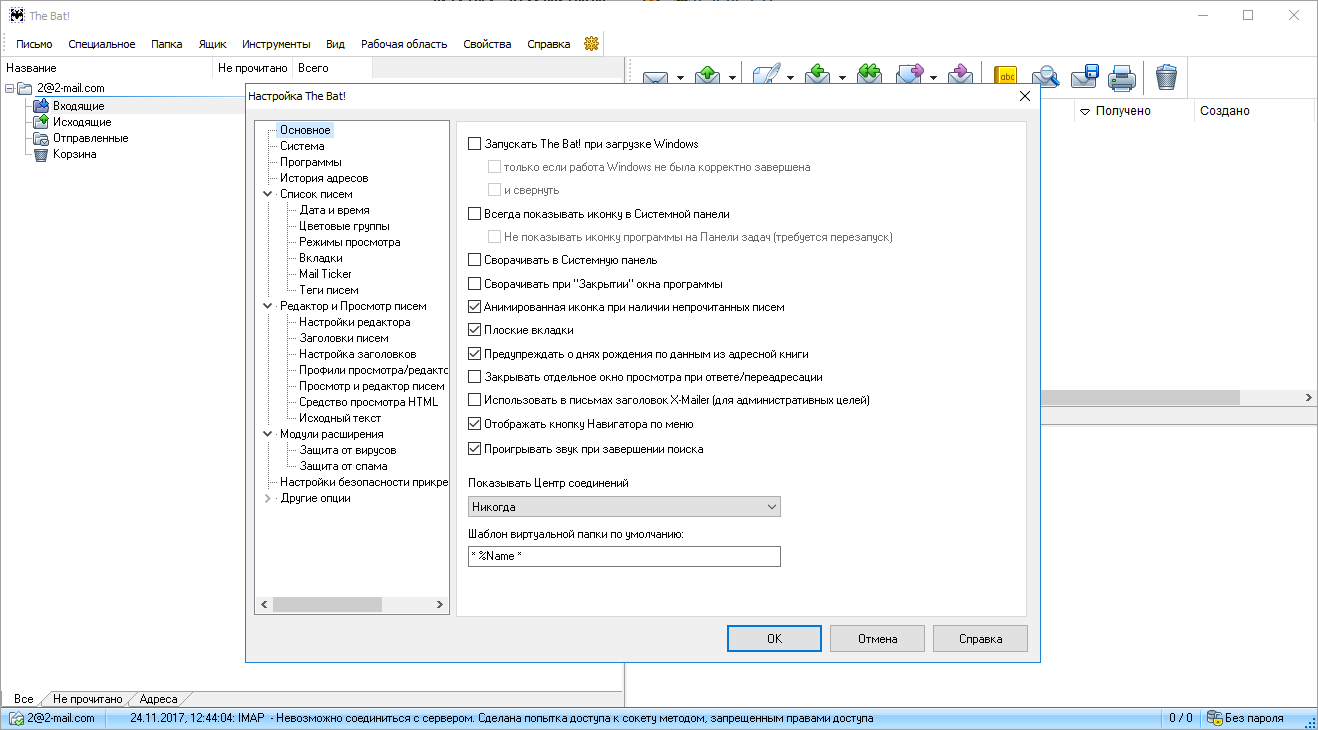 The Bat!
Письмо Специальное Папка Ящик Инструменты Вид Рабочая область Свойства Справка
Название Не прочитано Всего
2@2-mail.com
Входящие
Исходящие
Отправленные
Корзина
abc
Получено Создано
Настройка The Bat!
Основное
Система
Программы
История адресов
Список писем
Дата и время
Цветовые группы
Режимы просмотра
Вкладки
Mail Ticker
Теги писем
Редактор и Просмотр писем
Настройки редактора
Заголовки писем
Настройка заголовков
Профили просмотра/редакто
Просмотр и редактор писем
Средство просмотра HTML
Исходный текст
Модули расширения
Защита от вирусов
Защита от спама
Настройки безопасности прикре
Другие опции
Запускать The Bat! при загрузке Windows
только если работа Windows не была корректно завершена
и свернуть
Всегда показывать иконку в Системной панели
Не показывать иконку программы на Панели задач (требуется перезапуск)
Сворачивать в Системную панель
Сворачивать при "Закрытии" окна программы
Анимированная иконка при наличии непрочитанных писем
Плоские вкладки
Предупреждать о днях рождения по данным из адресной книги
Закрывать отдельное окно просмотра при ответе/переадресации
Использовать в письмах заголовок X-Mailer (для административных целей)
Отображать кнопку Навигатора по меню
Проигрывать звук при завершении поиска
Показывать Центр соединений
Никогда
Шаблон виртуальной папки по умолчанию:
* %Name *
OK Отмена Справка
Все Не прочитано Адреса
2@2-mail.com 24.11.2017, 12:44:04: IMAP - Невозможно соединиться с сервером. Сделана попытка доступа к сокету методом, запрещенным правами доступа 0 / 0 Без пароля